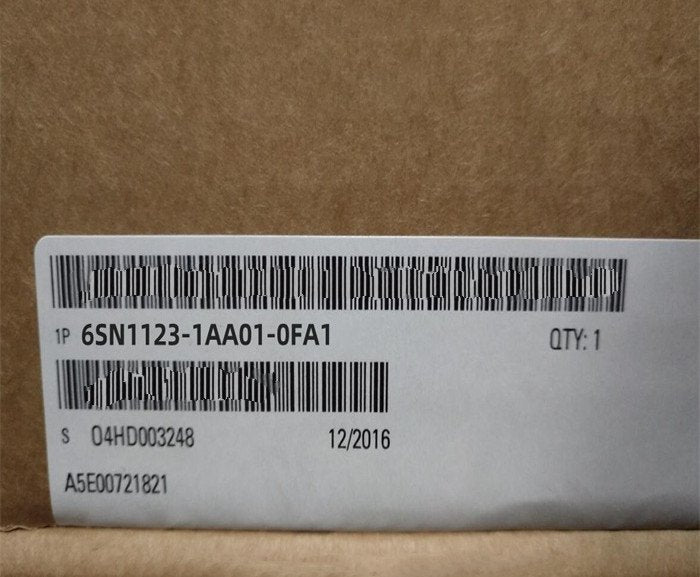 1P 6SN1123-1AA01-0FA1 QTY: 1
S 04HD003248 12/2016
A5E00721821